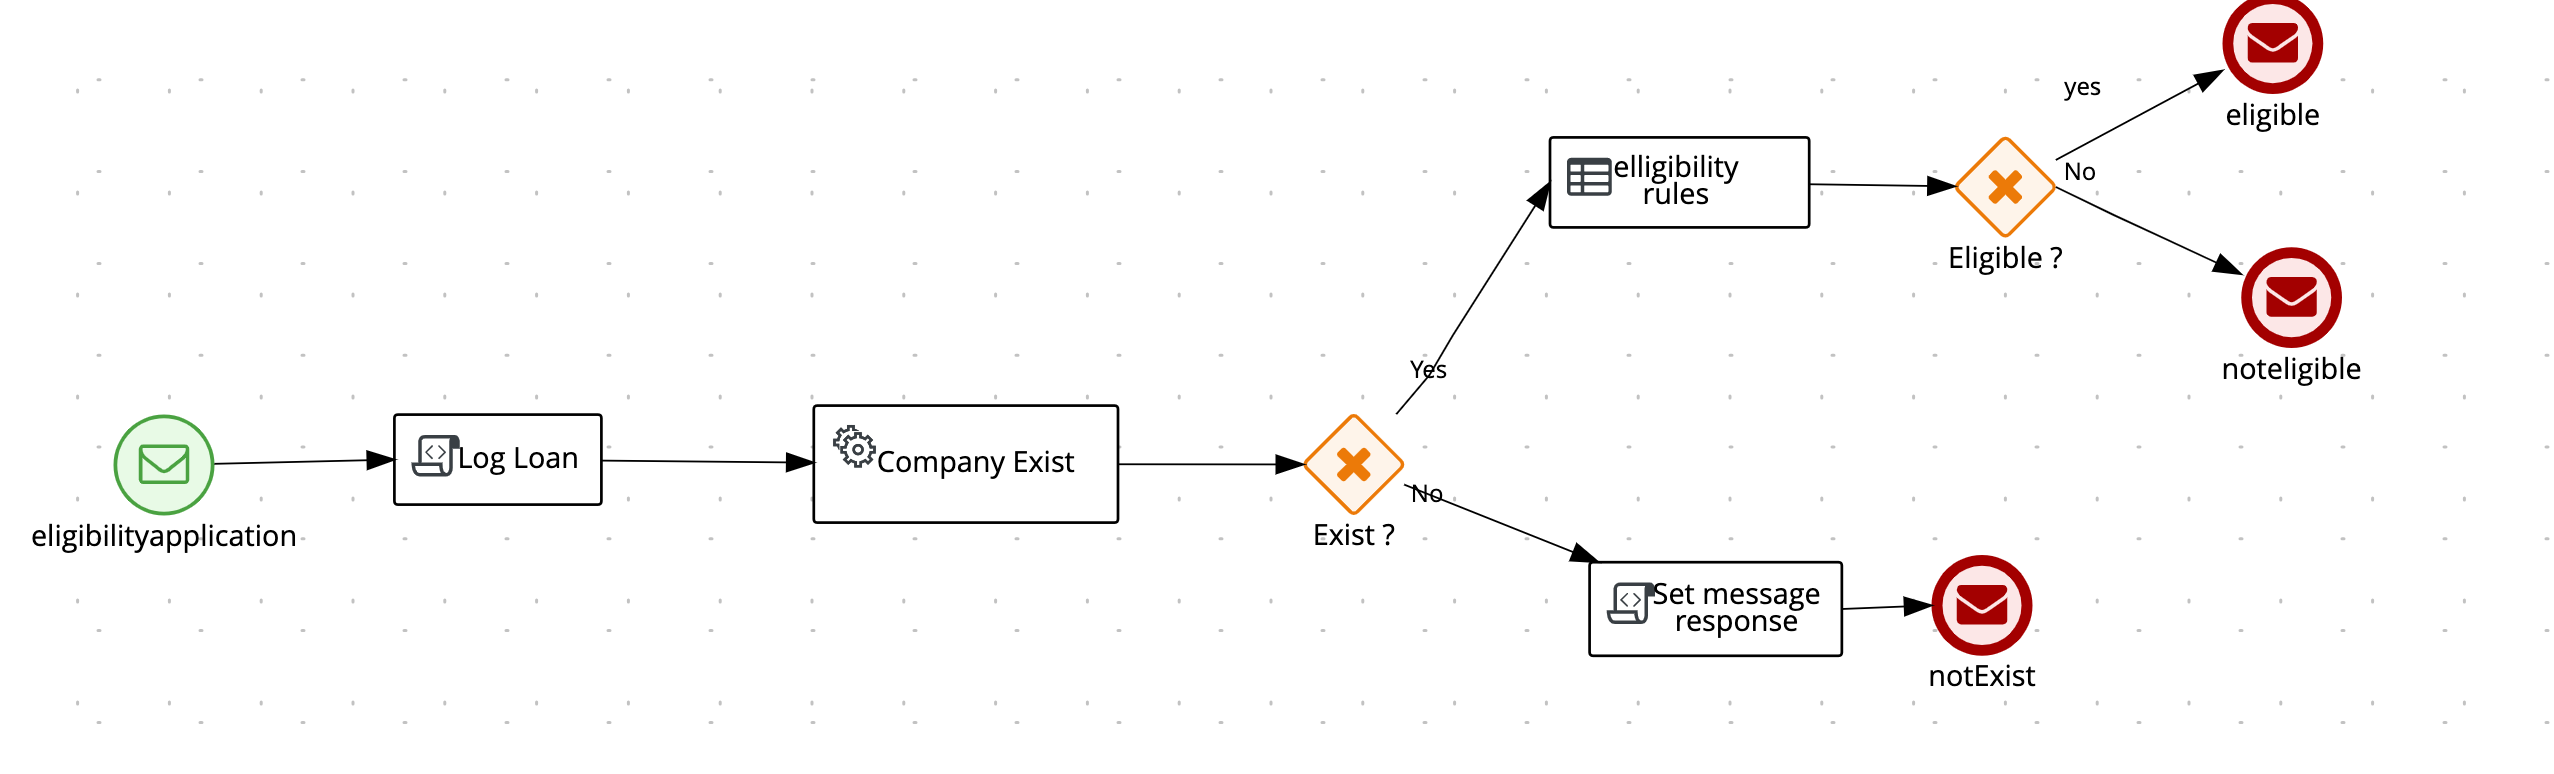 eligibilityapplication
Log Loan
Company Exist
Exist ?
Yes
No
elligibility
rules
Eligible ?
yes
No
eligible
noteligible
Set message
response
notExist